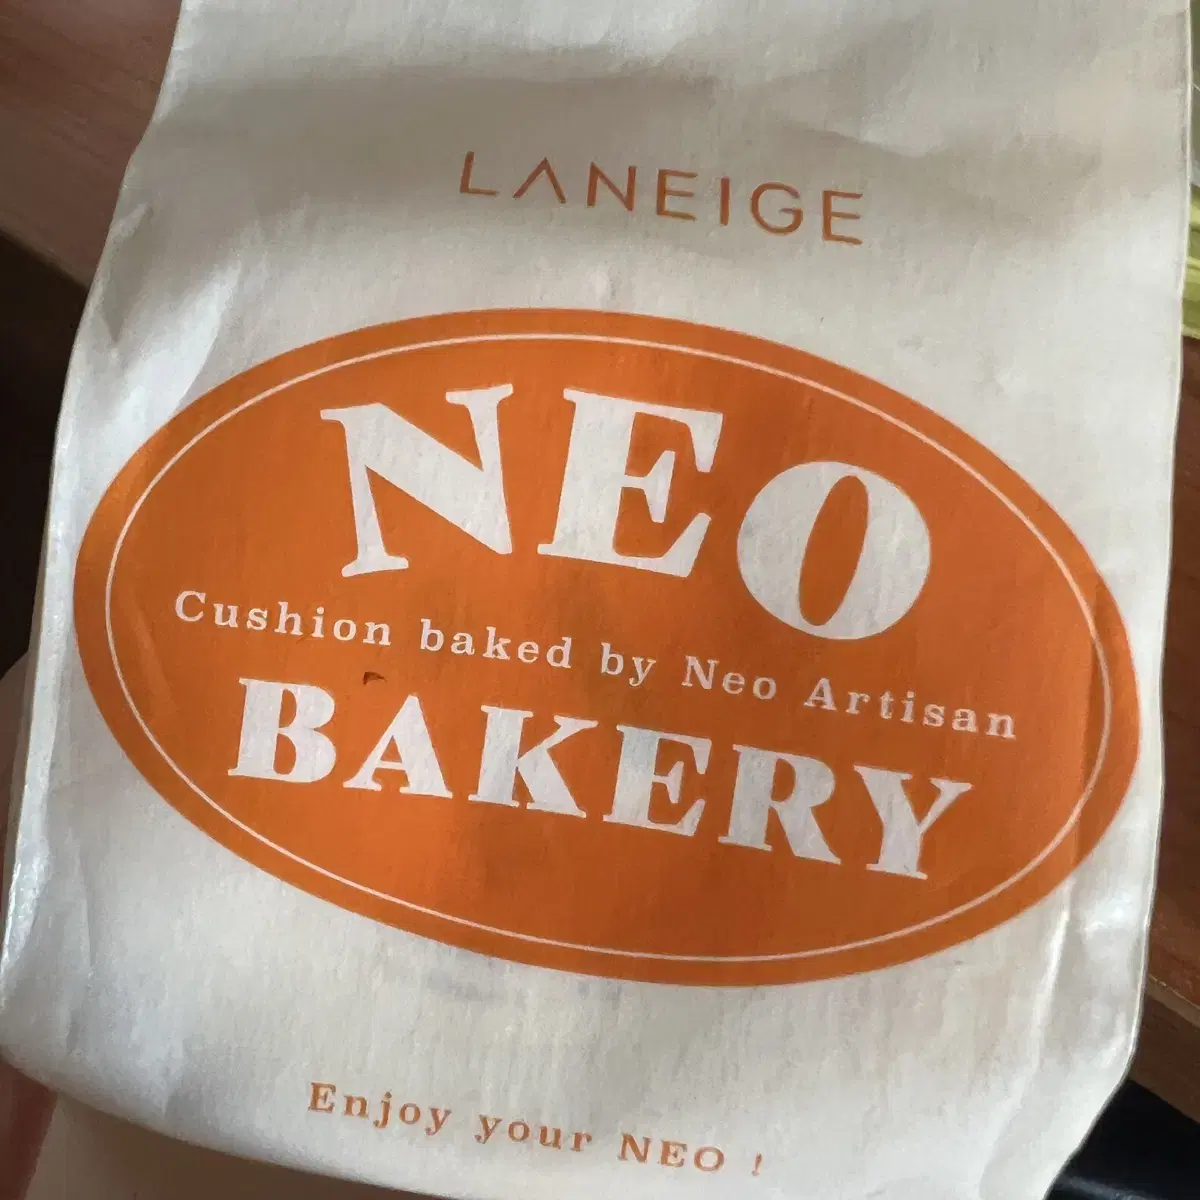 LANEIGE
NEO
Cushion baked by Neo Artisan
BAKERY
Enjoy your NEO !